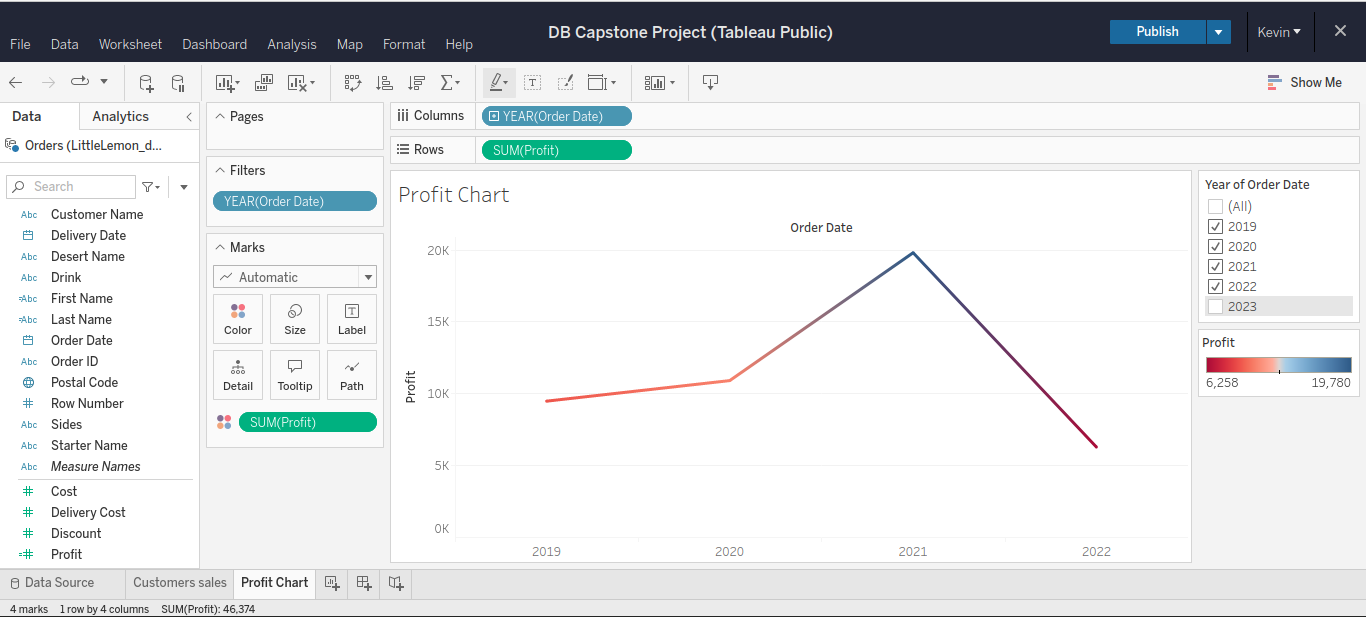 DB Capstone Project (Tableau Public)
Publish
Kevin
File Data Worksheet Dashboard Analysis Map Format Help
Show Me
Data Analytics
Orders (LittleLemon_d...
Search
Abc Customer Name
Delivery Date
Abc Desert Name
Abc Drink
=Abc First Name
=Abc Last Name
Order Date
Abc Order ID
Postal Code
# Row Number
Abc Sides
Abc Starter Name
Abc Measure Names
# Cost
# Delivery Cost
# Discount
=# Profit
Pages
Filters
YEAR(Order Date)
Marks
Automatic
Color Size Label
Detail Tooltip Path
SUM(Profit)
Columns YEAR(Order Date)
Rows SUM(Profit)
Profit Chart
Order Date
20K
15K
10K
5K
0K
Profit
2019 2020 2021 2022
Year of Order Date
(All)
2019
2020
2021
2022
2023
Profit
6,258 19,780
Data Source Customers sales Profit Chart
4 marks 1 row by 4 columns SUM(Profit): 46,374